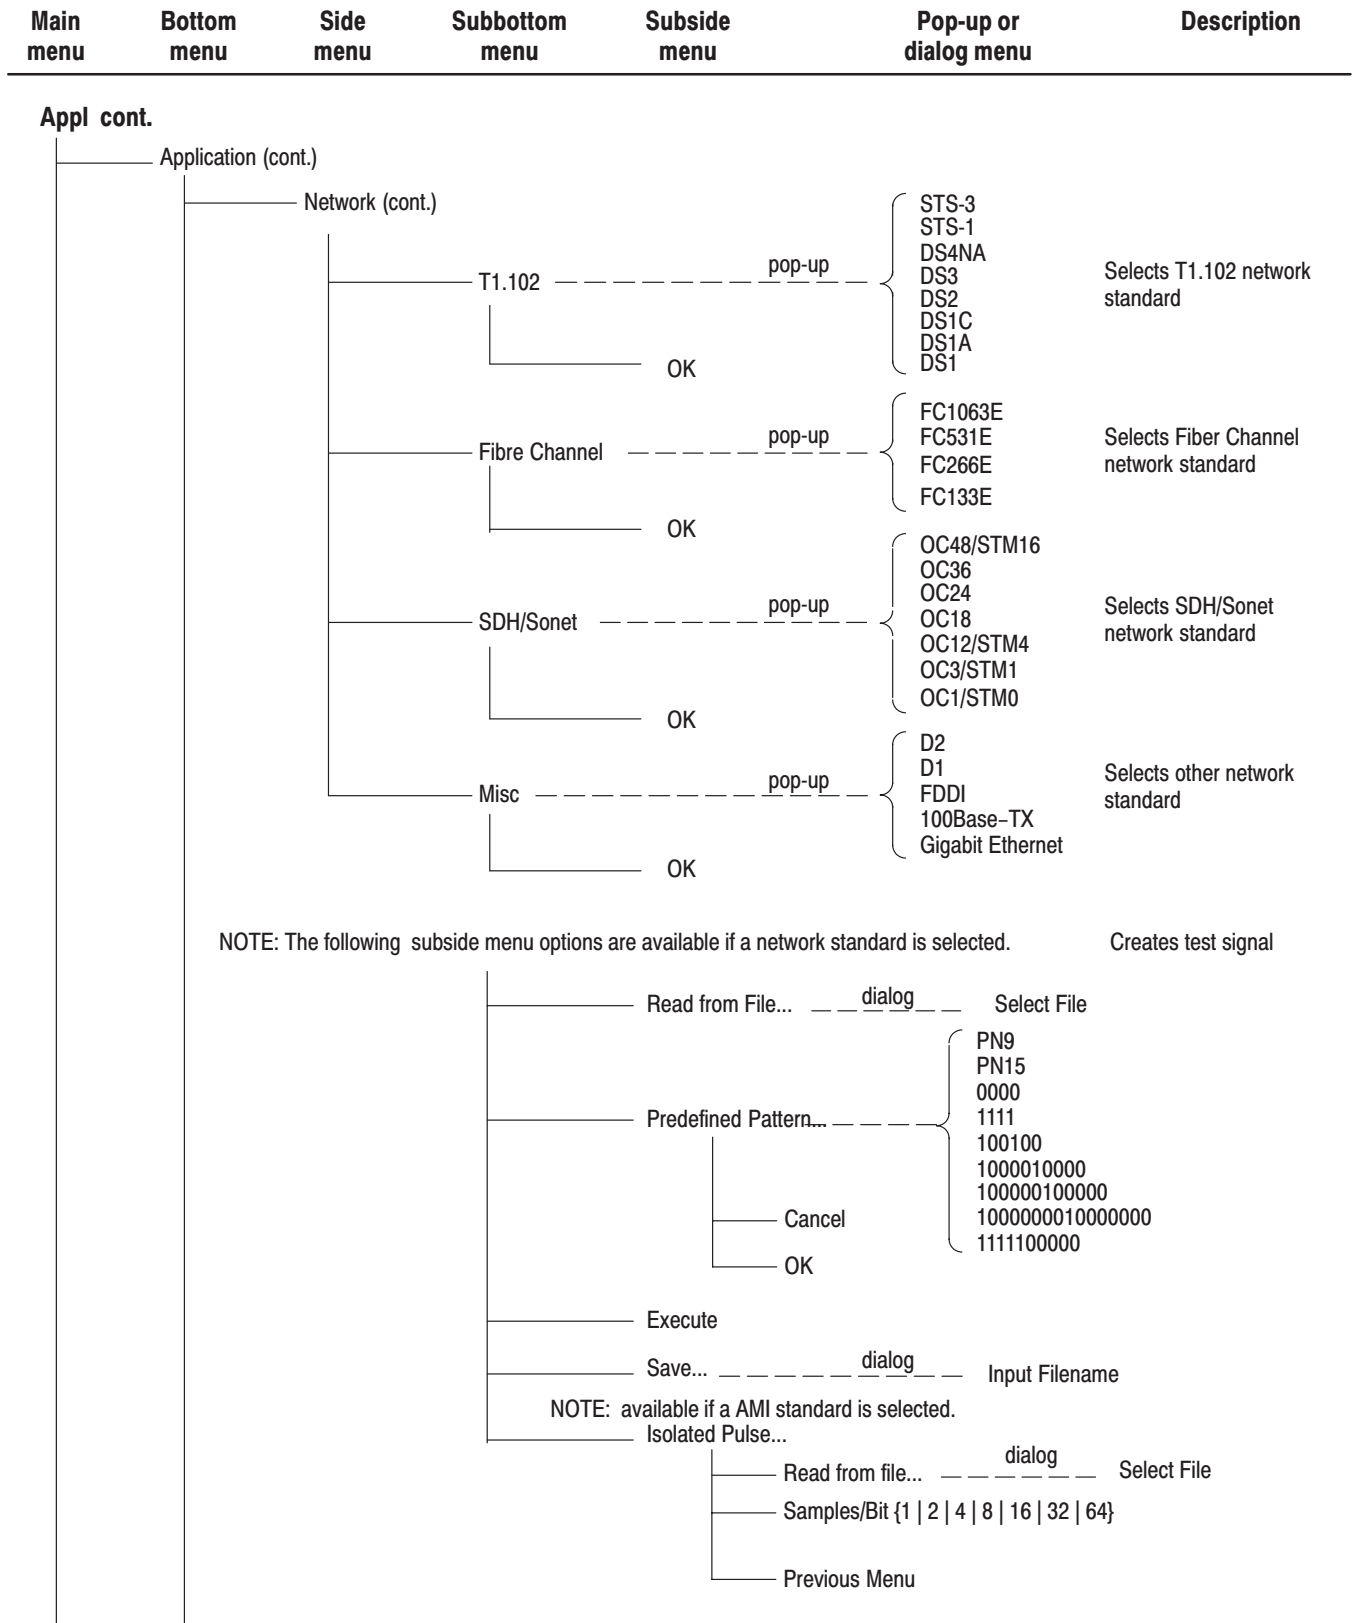 Main menu
Bottom menu
Side menu
Subbottom menu
Subside menu
Pop-up or dialog menu
Description
Appl cont.
Application (cont.)
Network (cont.)
T1.102
pop-up
STS-3
STS-1
DS4NA
DS3
DS2
DS1C
DS1A
DS1
Selects T1.102 network
standard
OK
Fibre Channel
pop-up
FC1063E
FC531E
FC266E
FC133E
Selects Fiber Channel
network standard
OK
SDH/Sonet
pop-up
OC48/STM16
OC36
OC24
OC18
OC12/STM4
OC3/STM1
OC1/STM0
Selects SDH/Sonet
network standard
OK
Misc
pop-up
D2
D1
FDDI
100Base-TX
Gigabit Ethernet
Selects other network
standard
OK
NOTE: The following subside menu options are available if a network standard is selected.
Creates test signal
Read from File...
dialog
Select File
Predefined Pattern...
PN9
PN15
0000
1111
100100
1000010000
100000100000
1000000010000000
1111100000
Cancel
OK
Execute
Save...
dialog
Input Filename
NOTE: available if a AMI standard is selected.
Isolated Pulse...
Read from file...
dialog
Select File
Samples/Bit {1 | 2 | 4 | 8 | 16 | 32 | 64}
Previous Menu